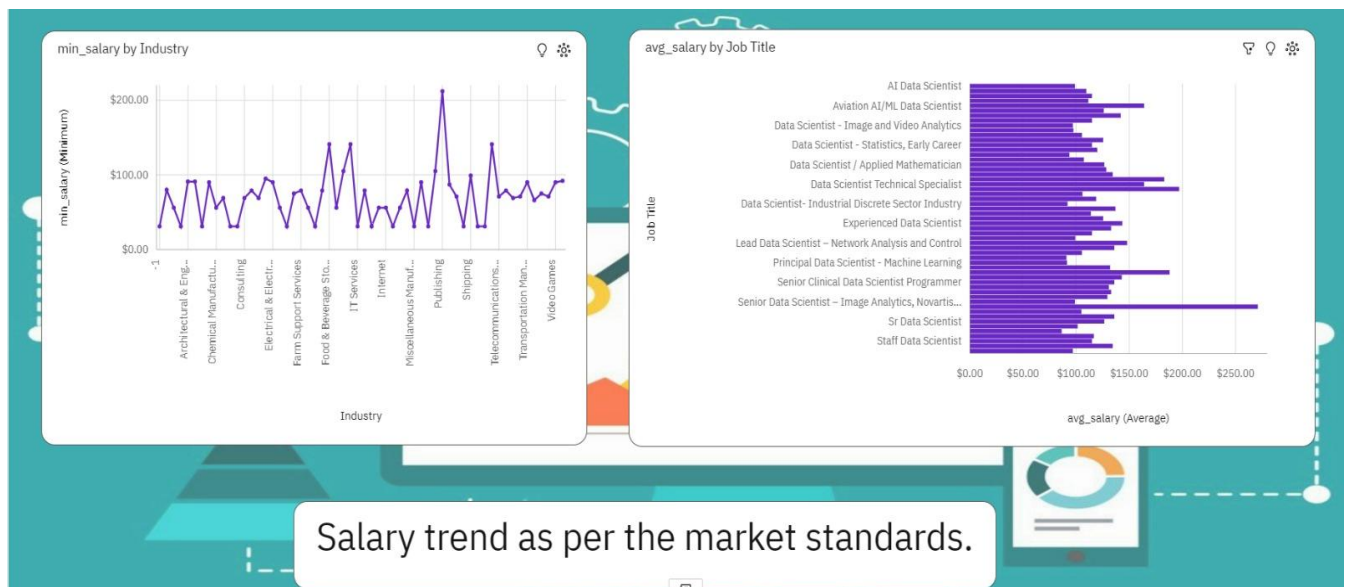 min_salary by Industry
min_salary (Minimum)
$200.00
$100.00
$0.00
-1
Architectural & Eng...
Chemical Manufactu...
Consulting
Electrical & Electr...
Farm Support Services
Food & Beverage Sto...
IT Services
Internet
Miscellaneous Manuf...
Publishing
Shipping
Telecommunications...
Transportation Man...
Video Games
Industry
avg_salary by Job Title
Job Title
AI Data Scientist
Aviation AI/ML Data Scientist
Data Scientist - Image and Video Analytics
Data Scientist - Statistics, Early Career
Data Scientist / Applied Mathematician
Data Scientist Technical Specialist
Data Scientist- Industrial Discrete Sector Industry
Experienced Data Scientist
Lead Data Scientist – Network Analysis and Control
Principal Data Scientist - Machine Learning
Senior Clinical Data Scientist Programmer
Senior Data Scientist – Image Analytics, Novartis...
Sr Data Scientist
Staff Data Scientist
$0.00 $50.00 $100.00 $150.00 $200.00 $250.00
avg_salary (Average)
Salary trend as per the market standards.